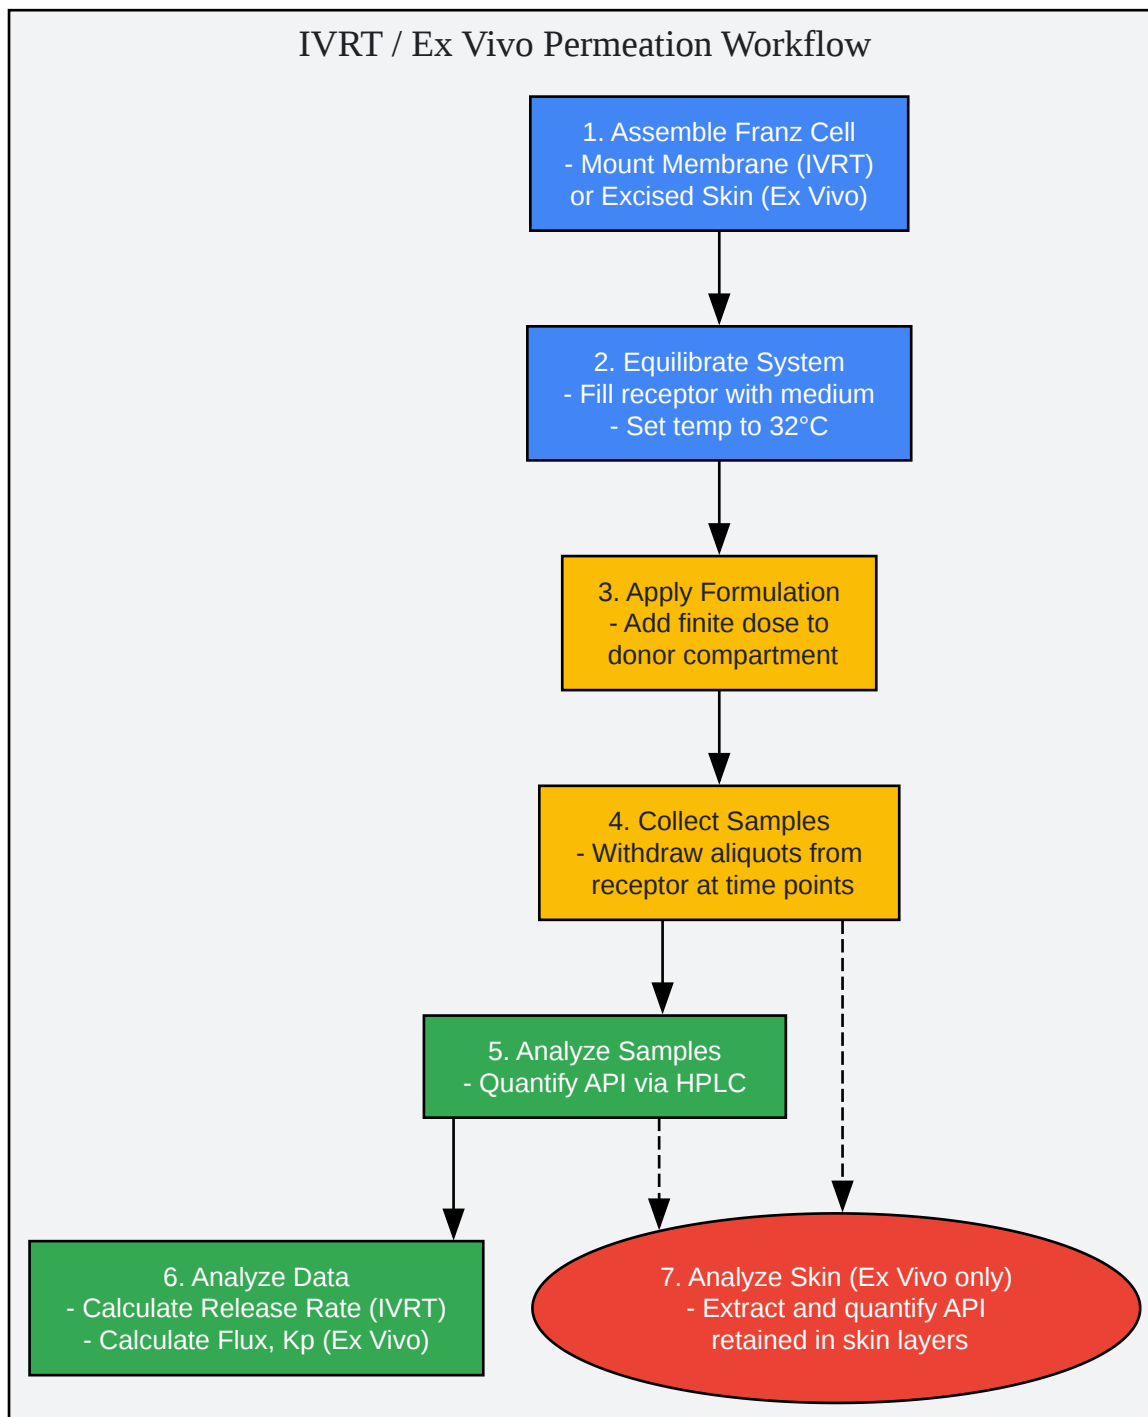 IVRT / Ex Vivo Permeation Workflow
1. Assemble Franz Cell
- Mount Membrane (IVRT)
or Excised Skin (Ex Vivo)
2. Equilibrate System
- Fill receptor with medium
- Set temp to 32°C
3. Apply Formulation
- Add finite dose to
donor compartment
4. Collect Samples
- Withdraw aliquots from
receptor at time points
5. Analyze Samples
- Quantify API via HPLC
6. Analyze Data
- Calculate Release Rate (IVRT)
- Calculate Flux, Kp (Ex Vivo)
7. Analyze Skin (Ex Vivo only)
- Extract and quantify API
retained in skin layers